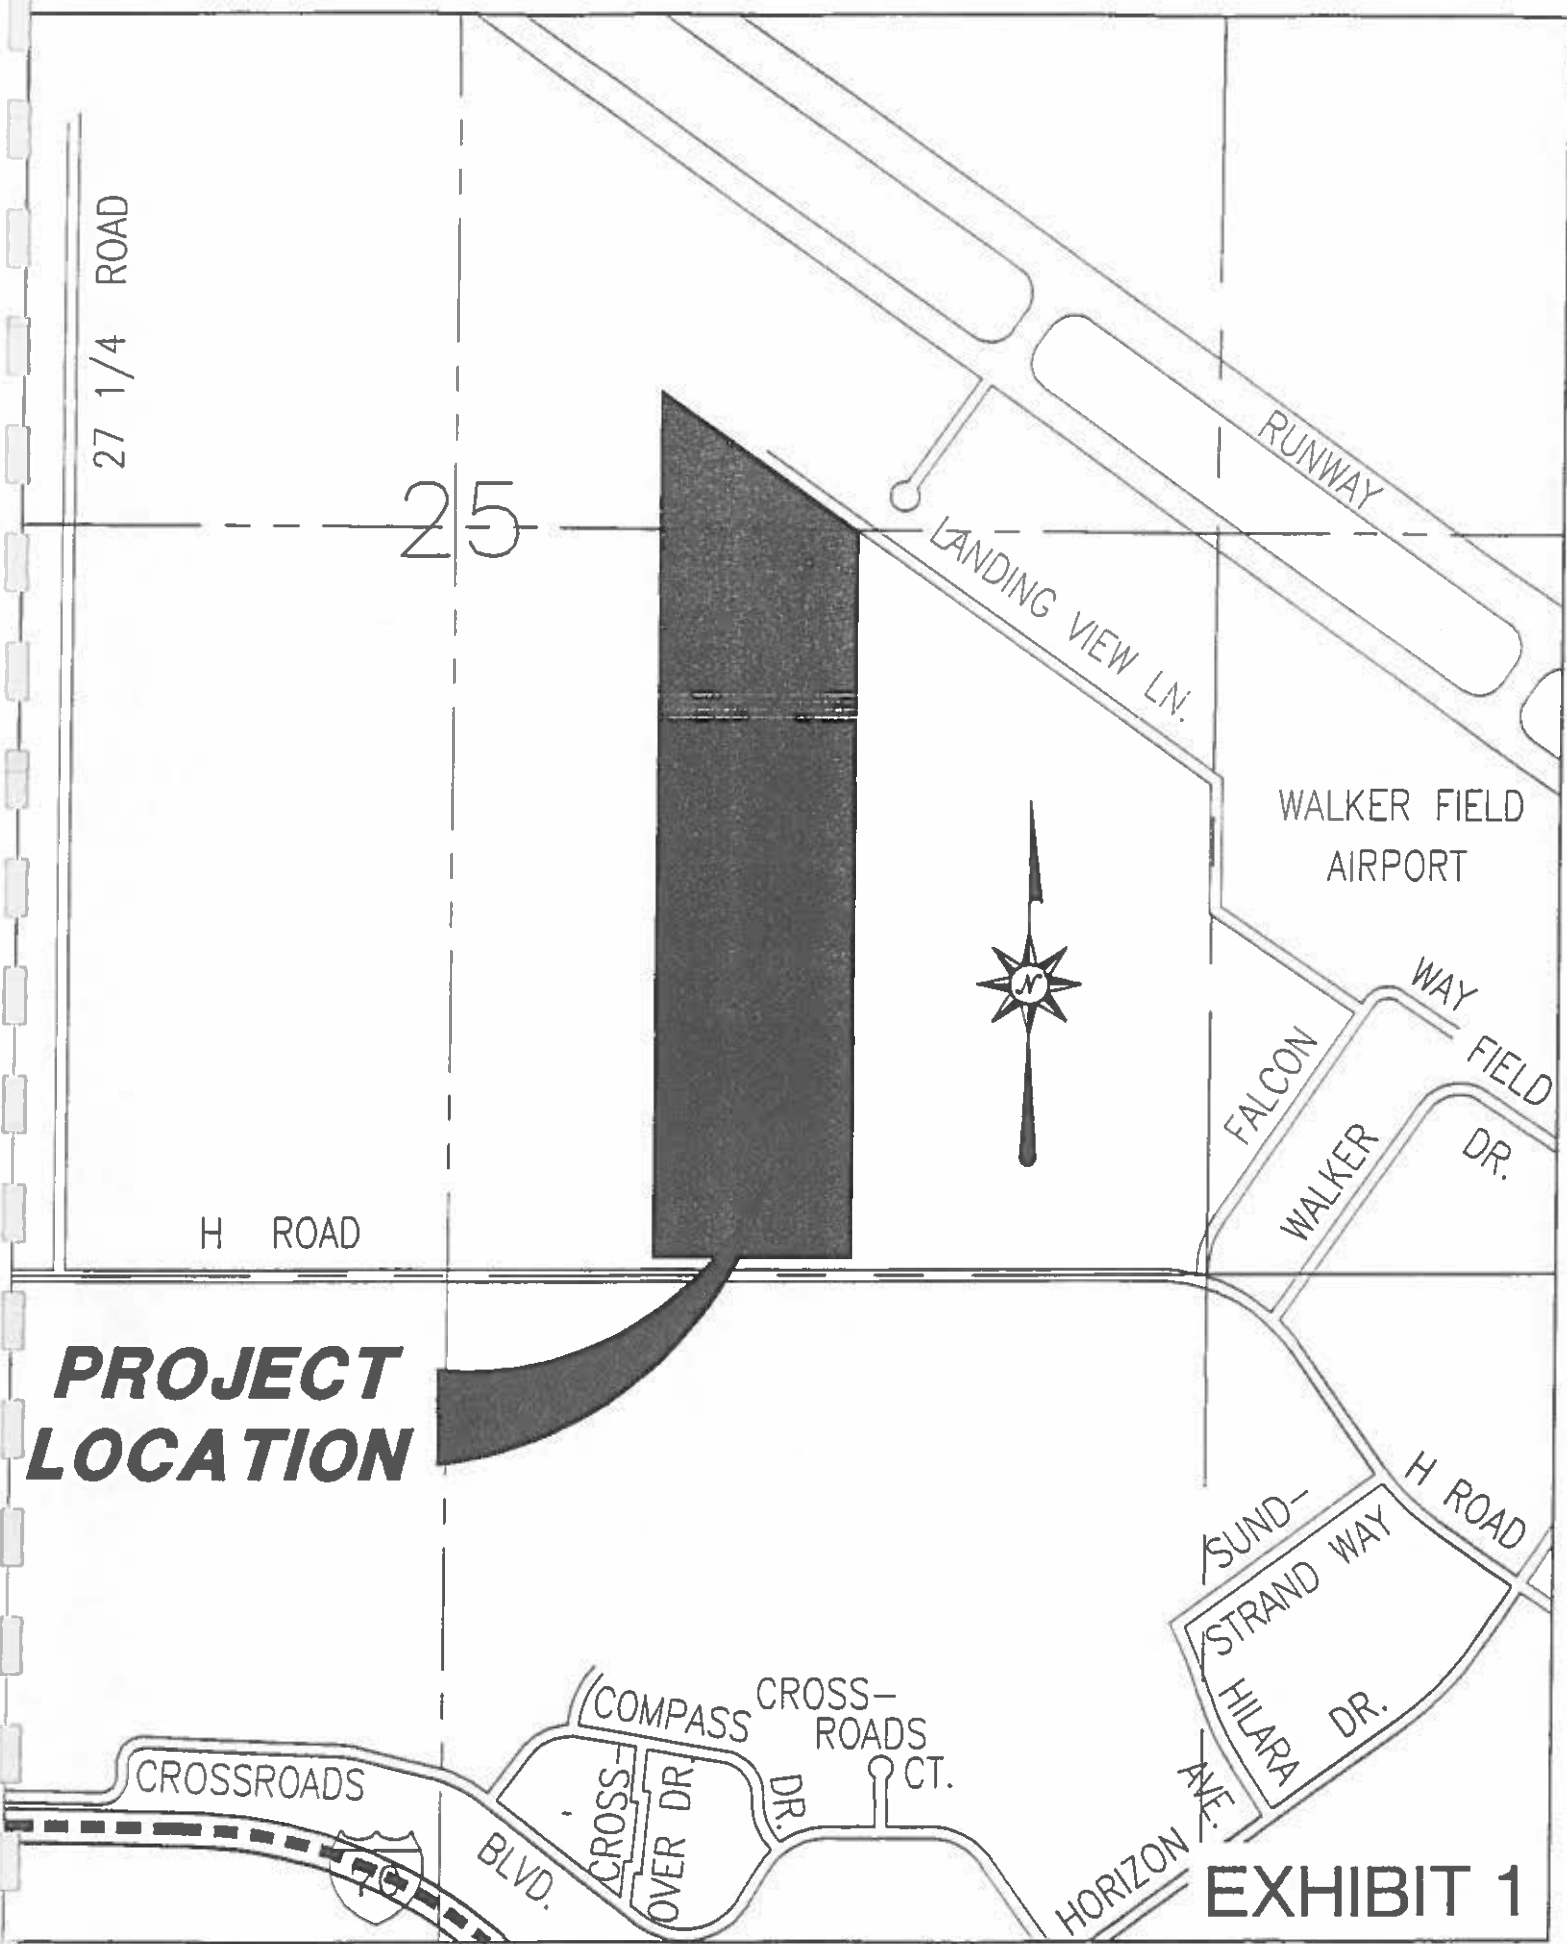 27 1/4 ROAD
25
RUNWAY
LANDING VIEW LN.
WALKER FIELD
AIRPORT
N
WAY
FALCON
FIELD
WALKER
DR.
H ROAD
PROJECT
LOCATION
H ROAD
SUND-
STRAND WAY
HILARA
AVE.
DR.
HORIZON
COMPASS
DR.
CROSS-
ROADS
CT.
CROSS-
OVER DR.
CROSSROADS
BLVD.
70
EXHIBIT 1